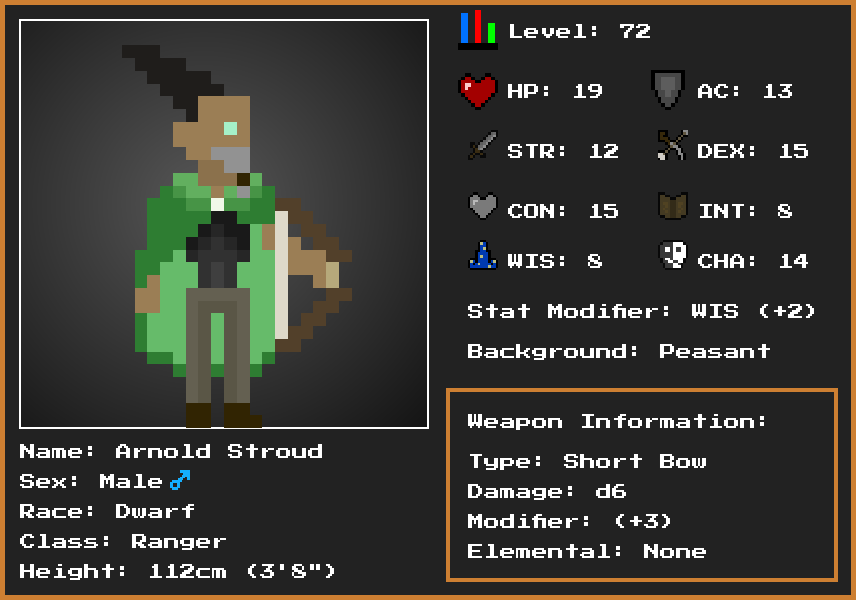 Level: 72
HP: 19 AC: 13
STR: 12 DEX: 15
CON: 15 INT: 8
WIS: 8 CHA: 14
Stat Modifier: WIS (+2)
Background: Peasant
Weapon Information:
Type: Short Bow
Damage: d6
Modifier: (+3)
Elemental: None
Name: Arnold Stroud
Sex: Male♂
Race: Dwarf
Class: Ranger
Height: 112cm (3'8")